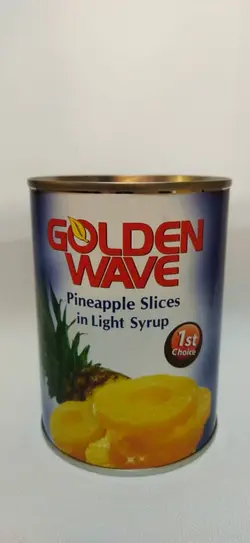 GOLDEN
WAVE
Pineapple Slices
in Light Syrup
1st
Choice